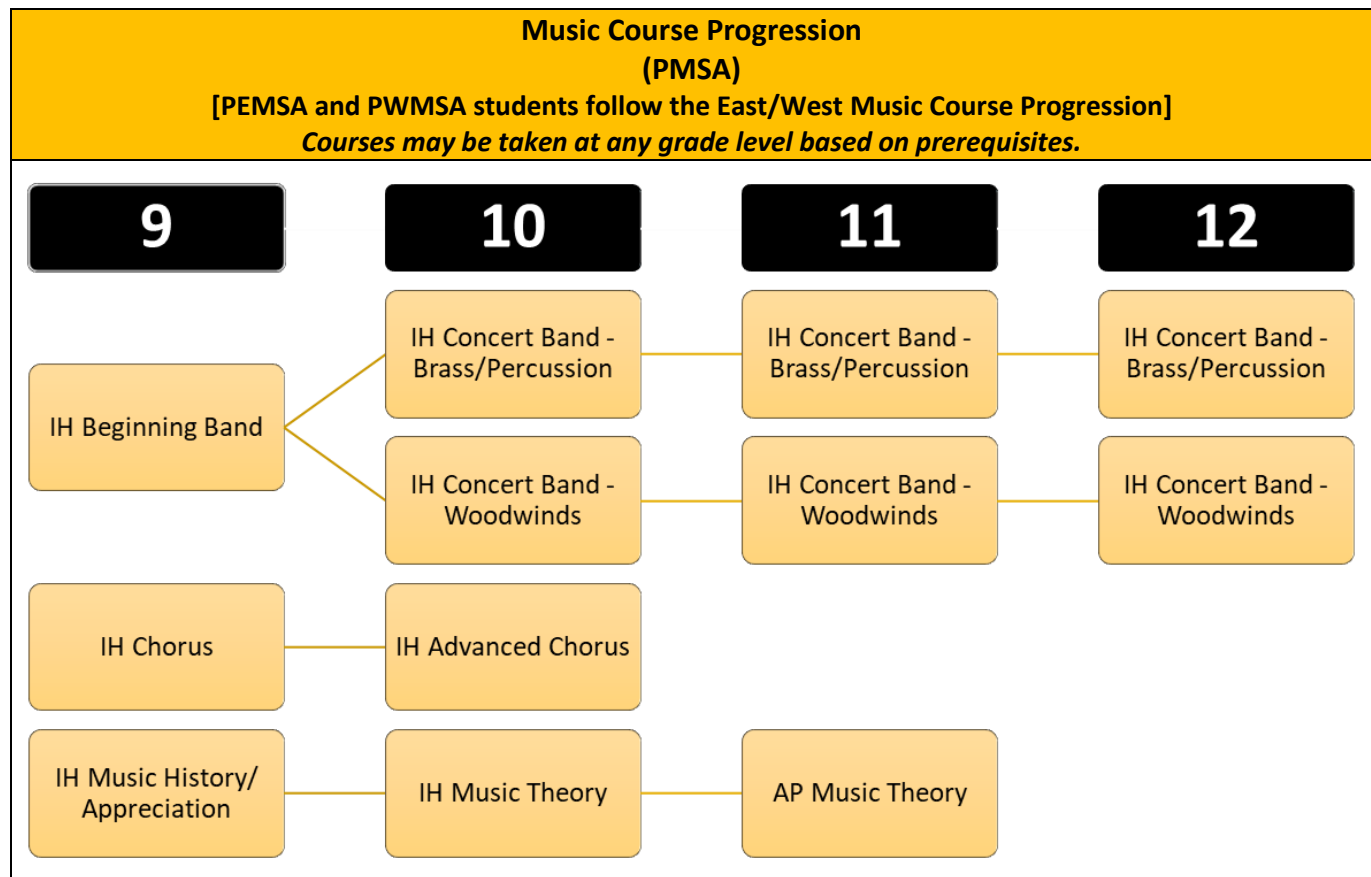 Music Course Progression
(PMSA)
[PEMSA and PWMSA students follow the East/West Music Course Progression]
Courses may be taken at any grade level based on prerequisites.
9
10
11
12
IH Beginning Band
IH Concert Band -
Brass/Percussion
IH Concert Band -
Brass/Percussion
IH Concert Band -
Brass/Percussion
IH Concert Band -
Woodwinds
IH Concert Band -
Woodwinds
IH Concert Band -
Woodwinds
IH Chorus
IH Advanced Chorus
IH Music History/
Appreciation
IH Music Theory
AP Music Theory